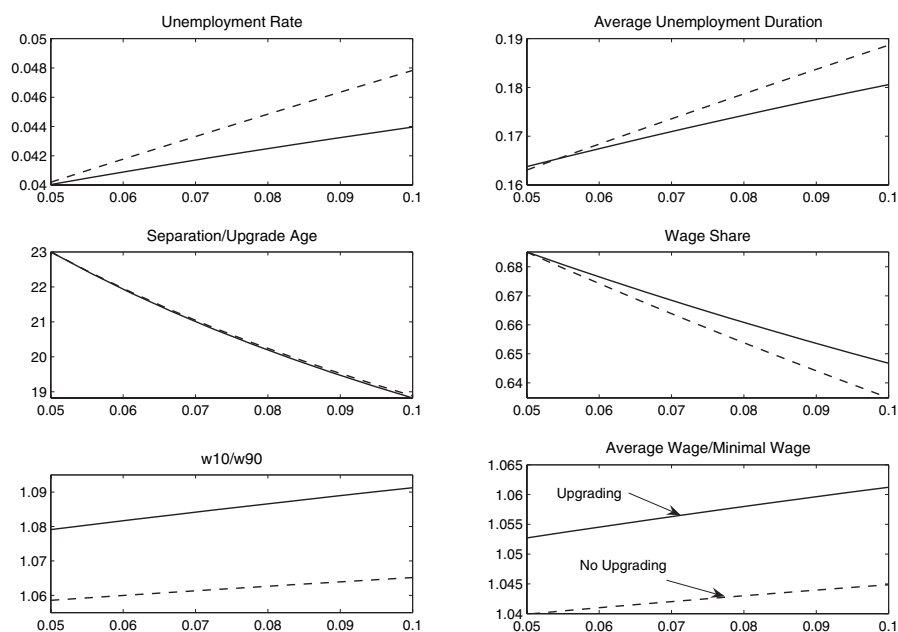 Unemployment Rate
0.05
0.048
0.046
0.044
0.042
0.04
0.05 0.06 0.07 0.08 0.09 0.1
Average Unemployment Duration
0.19
0.18
0.17
0.16
0.05 0.06 0.07 0.08 0.09 0.1
Separation/Upgrade Age
23
22
21
20
19
0.05 0.06 0.07 0.08 0.09 0.1
Wage Share
0.68
0.67
0.66
0.65
0.64
0.05 0.06 0.07 0.08 0.09 0.1
w10/w90
1.09
1.08
1.07
1.06
0.05 0.06 0.07 0.08 0.09 0.1
Average Wage/Minimal Wage
1.065
1.06
1.055
1.05
1.045
1.04
Upgrading
No Upgrading
0.05 0.06 0.07 0.08 0.09 0.1